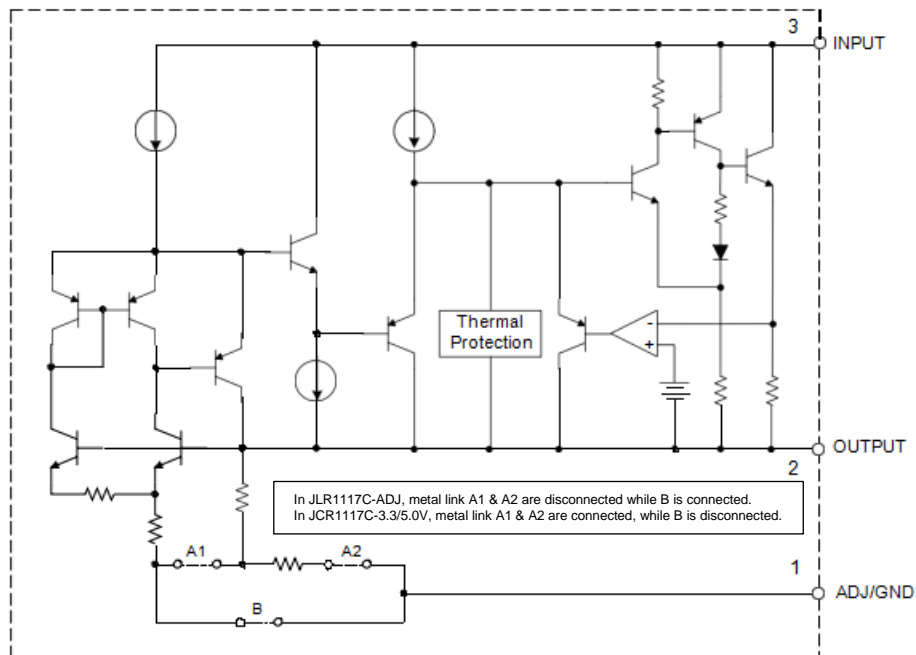 3
INPUT
Thermal
Protection
-
+
OUTPUT
2
In JLR1117C-ADJ, metal link A1 & A2 are disconnected while B is connected.
In JCR1117C-3.3/5.0V, metal link A1 & A2 are connected, while B is disconnected.
A1
A2
1
ADJ/GND
B